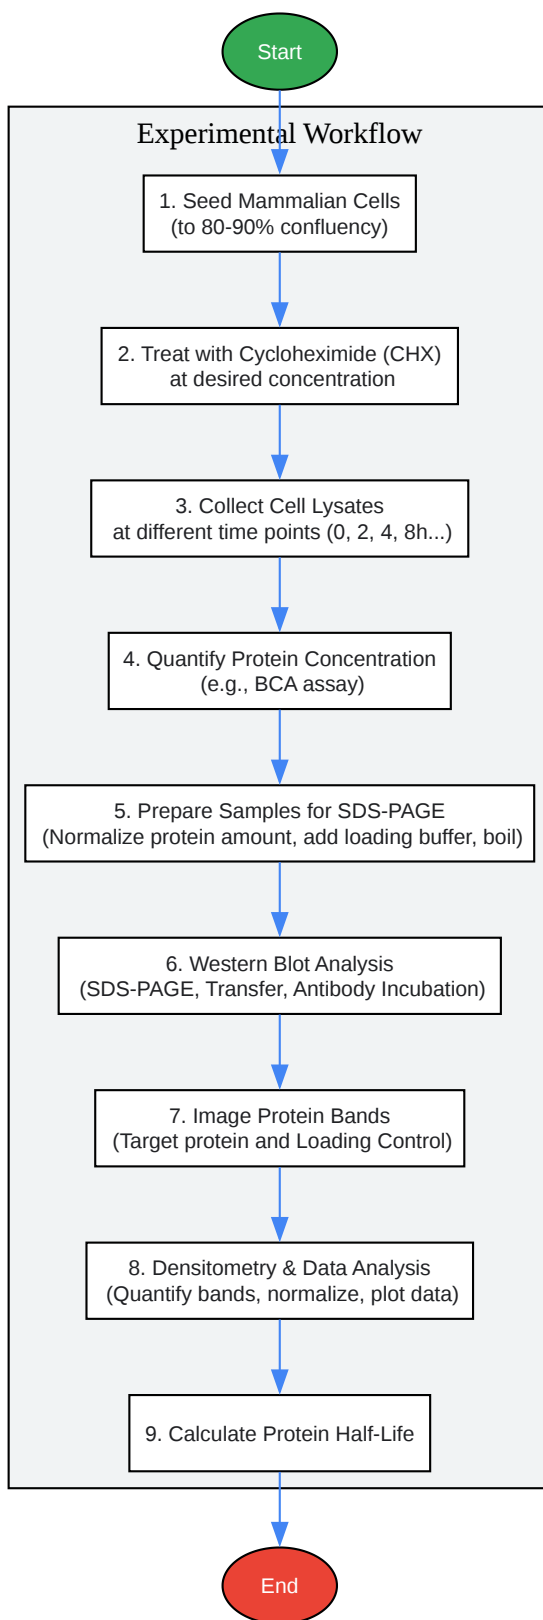 Start
Experimental Workflow
1. Seed Mammalian Cells
(to 80-90% confluency)
2. Treat with Cycloheximide (CHX)
at desired concentration
3. Collect Cell Lysates
at different time points (0, 2, 4, 8h...)
4. Quantify Protein Concentration
(e.g., BCA assay)
5. Prepare Samples for SDS-PAGE
(Normalize protein amount, add loading buffer, boil)
6. Western Blot Analysis
(SDS-PAGE, Transfer, Antibody Incubation)
7. Image Protein Bands
(Target protein and Loading Control)
8. Densitometry & Data Analysis
(Quantify bands, normalize, plot data)
9. Calculate Protein Half-Life
End